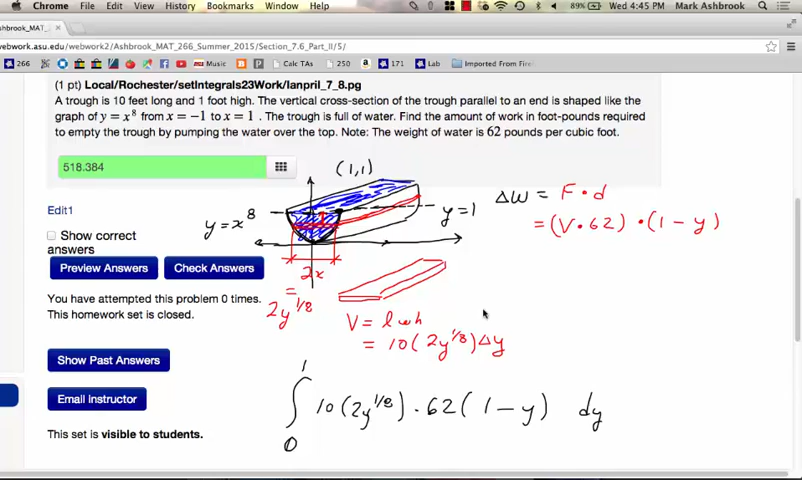 Chrome File Edit View History Bookmarks Window Help 89% Wed 4:45 PM Mark Ashbrook
shbrook_MAT_
webwork2/Ashbrook_MAT_266_Summer_2015/Section_7.6_Part_II/5/
266 Music Calc TAs 251 171 Lab Imported From Fire
(1 pt) Local/Rochester/setIntegrals23Work/lanpril_7_8.pg
A trough is 10 feet long and 1 foot high. The vertical cross-section of the trough parallel to an end is shaped like the
graph of y = x⁸ from x = −1 to x = 1 . The trough is full of water. Find the amount of work in foot-pounds required
to empty the trough by pumping the water over the top. Note: The weight of water is 62 pounds per cubic foot.
518.384
(1,1)
ΔW = F · d
= (V · 62) · (1 − y)
y = x⁸
y = 1
Edit1
Show correct
answers
Preview Answers
Check Answers
2x
=
2y^1/8
You have attempted this problem 0 times.
This homework set is closed.
V = lwh
= 10(2y^1/8)Δy
Show Past Answers
Email instructor
This set is visible to students.
∫₀¹ 10(2y^1/8) · 62(1 − y) dy